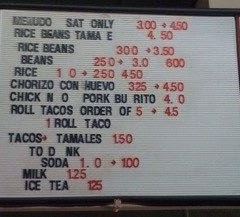 MENUDO SAT ONLY 3.00 → 4.50
RICE BEANS TAMA E 4.50
RICE BEANS 3.00 → 3.50
BEANS 2.50 → 3.0 6.00
RICE 1 0 → 2.50 4.50
CHORIZO CON HUEVO 3.25 → 4.50
CHICK N O PORK BU RITO 4. 0
ROLL TACOS ORDER OF 5 → 4.5
1 ROLL TACO
TACOS → TAMALES 1.50
TO D NK
SODA 1. 0 → 1.00
MILK 1.25
ICE TEA 1.25